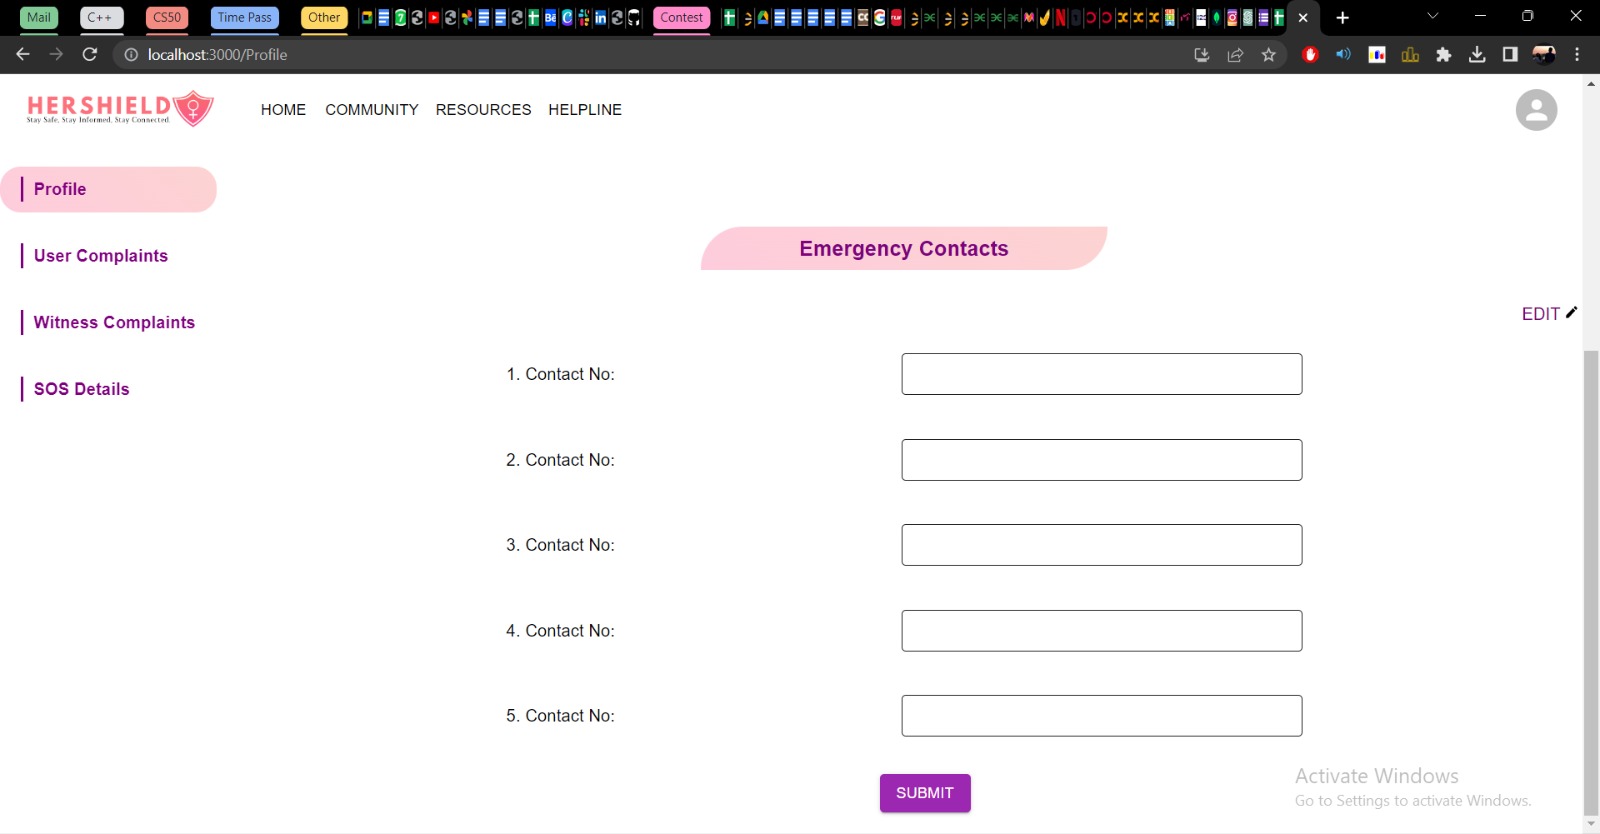 Mail C++ CS50 Time Pass Other Contest
localhost:3000/Profile
HERSHIELD
Stay Safe, Stay Informed, Stay Connected.
HOME COMMUNITY RESOURCES HELPLINE
Profile
User Complaints
Witness Complaints
SOS Details
Emergency Contacts
EDIT
1. Contact No:
2. Contact No:
3. Contact No:
4. Contact No:
5. Contact No:
SUBMIT
Activate Windows
Go to Settings to activate Windows.